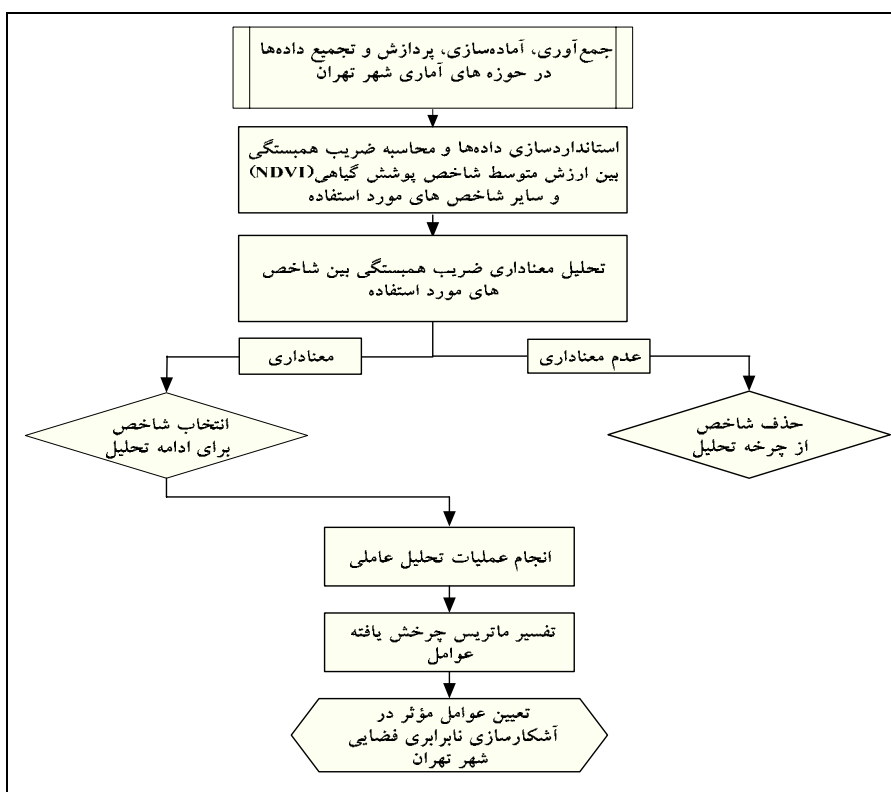 جمع‌آوری، آماده‌سازی، پردازش و تجمیع داده‌ها
در حوزه های آماری شهر تهران
استانداردسازی داده‌ها و محاسبه ضریب همبستگی
بین ارزش متوسط شاخص پوشش گیاهی(NDVI)
و سایر شاخص های مورد استفاده
تحلیل معناداری ضریب همبستگی بین شاخص
های مورد استفاده
معناداری
عدم معناداری
انتخاب شاخص
برای ادامه تحلیل
حذف شاخص
از چرخه تحلیل
انجام عملیات تحلیل عاملی
تفسیر ماتریس چرخش یافته
عوامل
تعیین عوامل مؤثر در
آشکارسازی نابرابری فضایی
شهر تهران